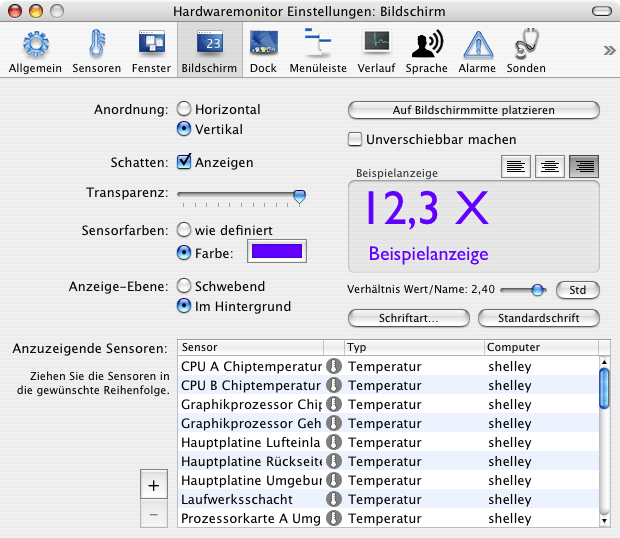 Hardwaremonitor Einstellungen: Bildschirm
23
Allgemein Sensoren Fenster Bildschirm Dock Menüleiste Verlauf Sprache Alarme Sonden »
Anordnung: Horizontal
Vertikal
Auf Bildschirmmitte platzieren
Unverschiebbar machen
Schatten: Anzeigen
Transparenz:
Beispielanzeige
12,3 X
Beispielanzeige
Sensorfarben: wie definiert
Farbe:
Anzeige-Ebene: Schwebend
Im Hintergrund
Verhältnis Wert/Name: 2,40 Std
Schriftart... Standardschrift
Anzuzeigende Sensoren:
Ziehen Sie die Sensoren in
die gewünschte Reihenfolge.
Sensor Typ Computer
CPU A Chiptemperatur Temperatur shelley
CPU B Chiptemperatur Temperatur shelley
Graphikprozessor Chip Temperatur shelley
Graphikprozessor Geh Temperatur shelley
Hauptplatine Lufteinla Temperatur shelley
Hauptplatine Rückseite Temperatur shelley
Hauptplatine Umgebun Temperatur shelley
Laufwerksschacht Temperatur shelley
Prozessorkarte A Umg Temperatur shelley
+
−